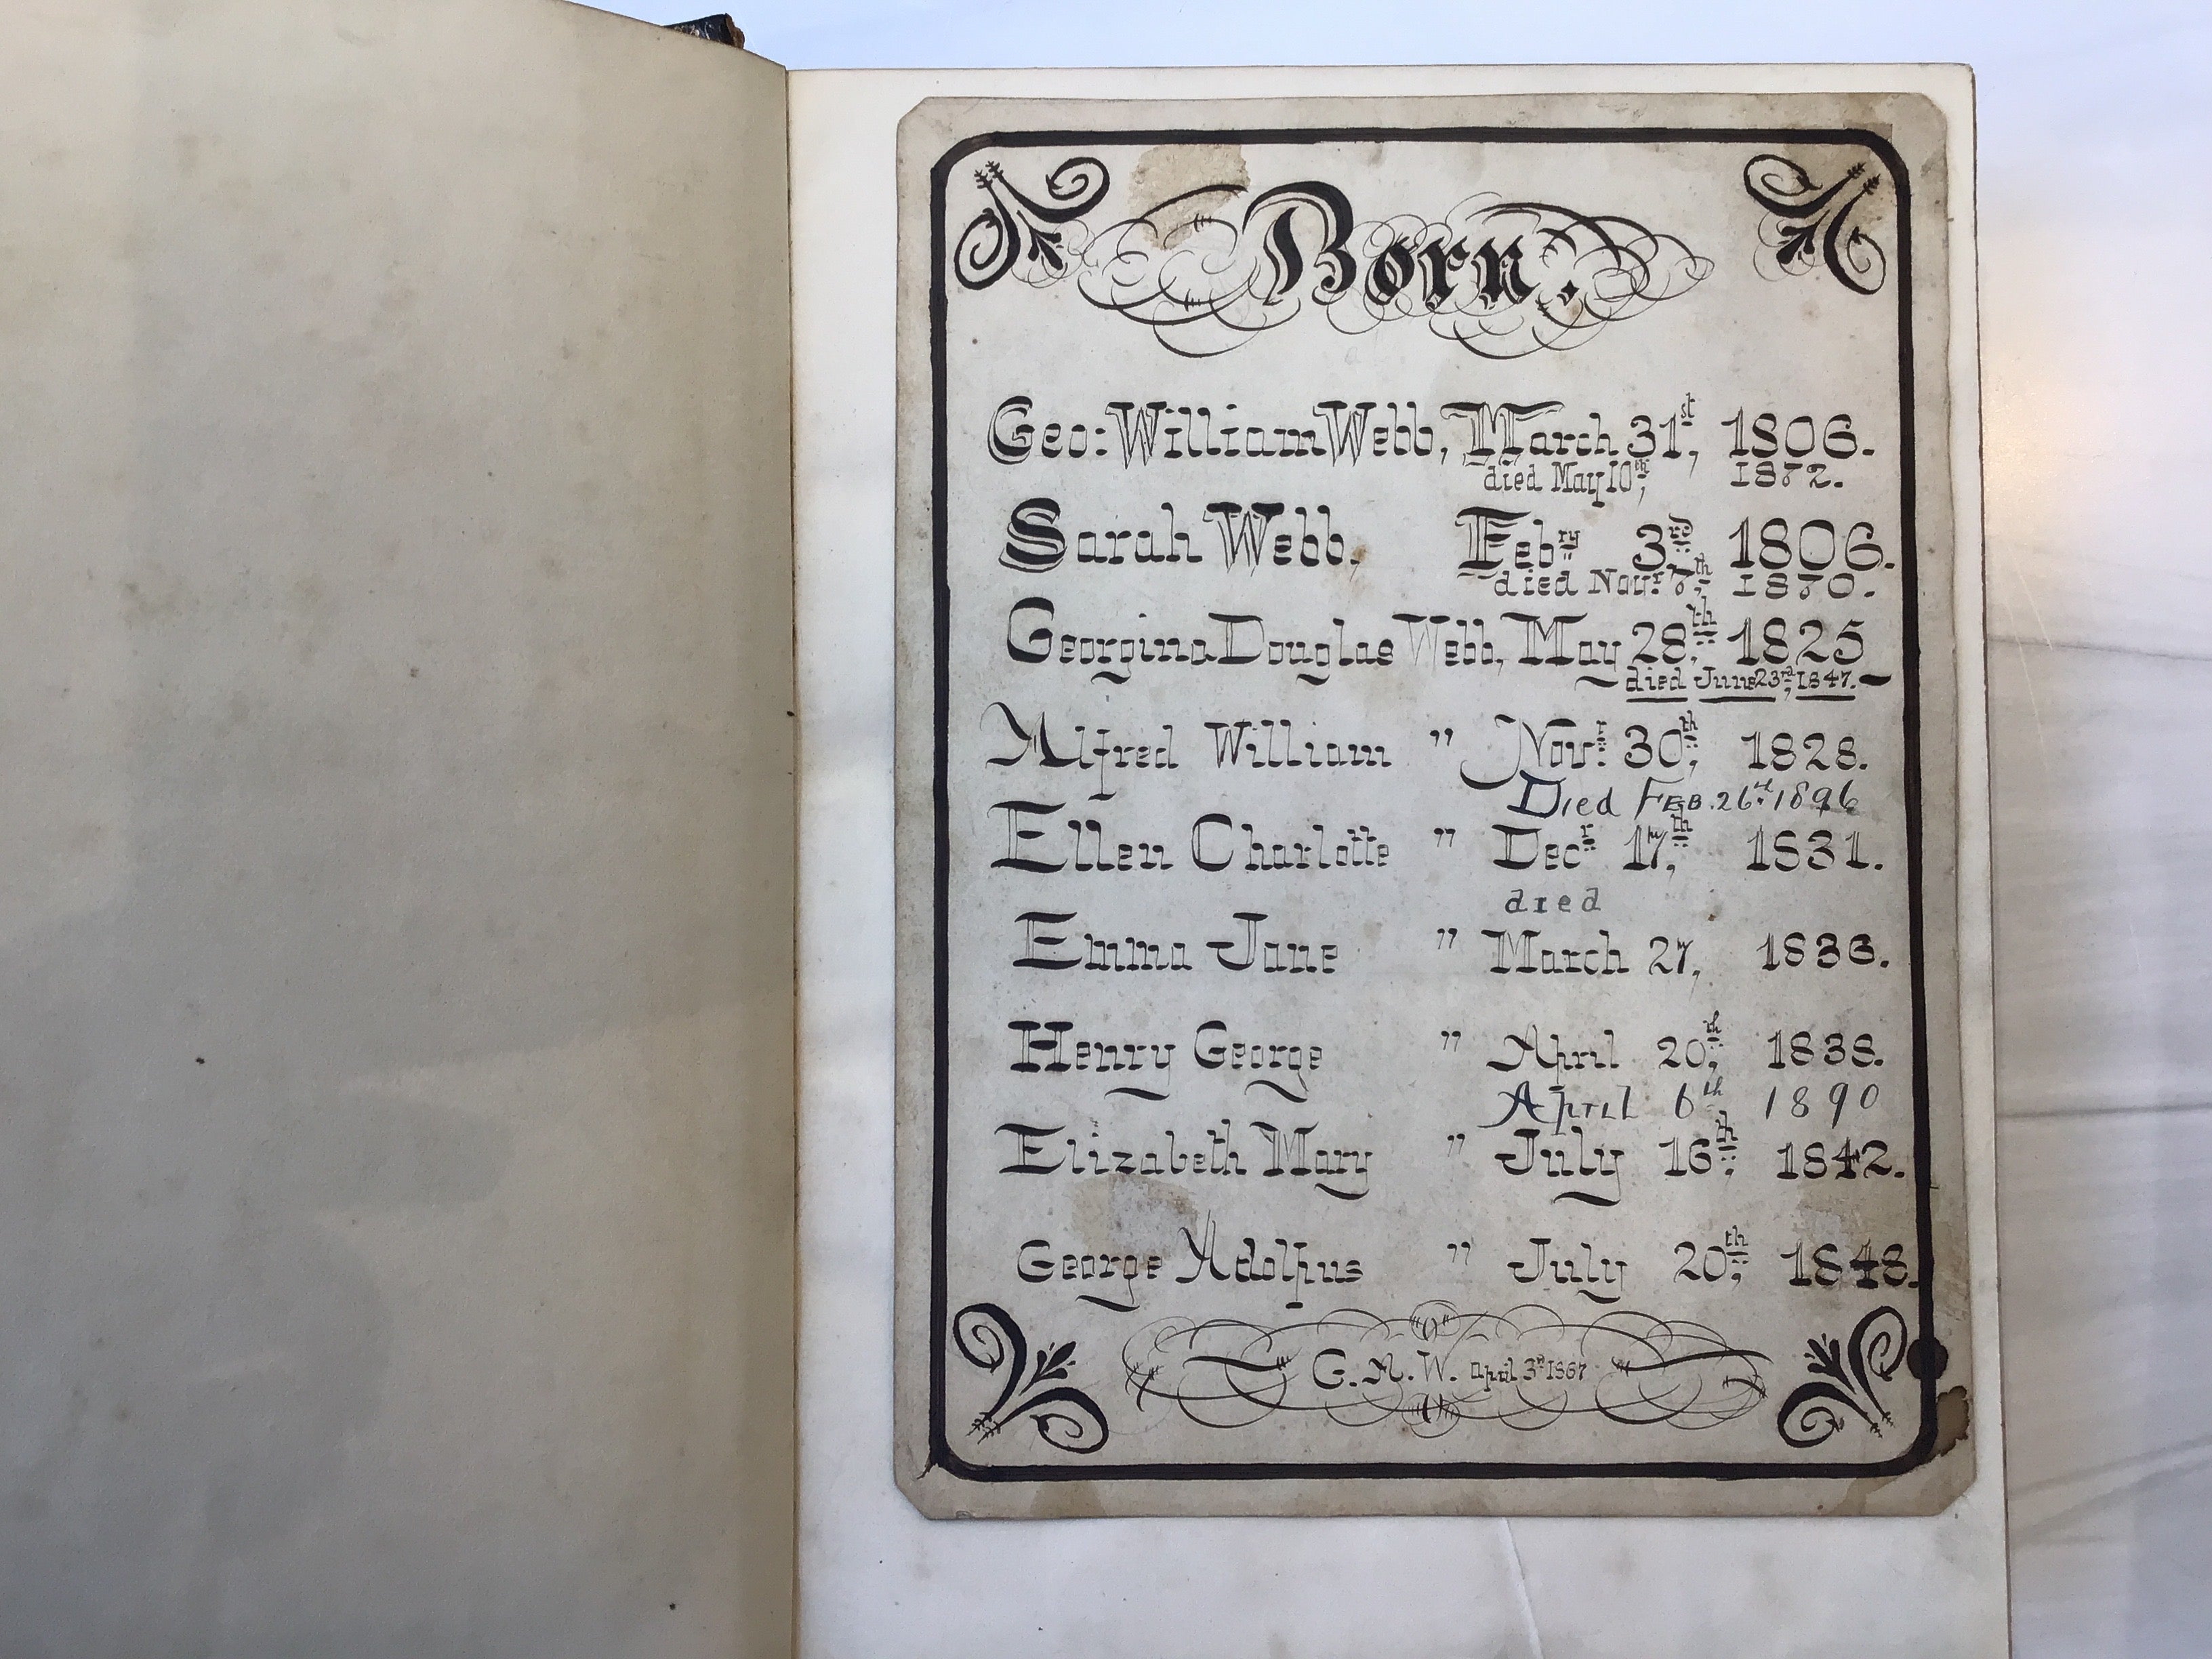 Born.
Geo: William Webb, March 31st, 1806.
died May 10th, 1872.
Sarah Webb, Febry 3rd, 1806.
died Novr. 7th, 1870.
Georgina Douglas Webb, May 28th, 1825
died June 23rd, 1847.
Alfred William " Novr. 30th, 1828.
Died FEB. 26th 1896
Ellen Charlotte " Decr 17th, 1831.
died
Emma Jane " March 27, 1836.
Henry George " April 20th, 1838.
April 6th 1890
Elizabeth Mary " July 16th, 1842.
George Adolphus " July 20th, 1848.
G. A. W. April 3rd 1867